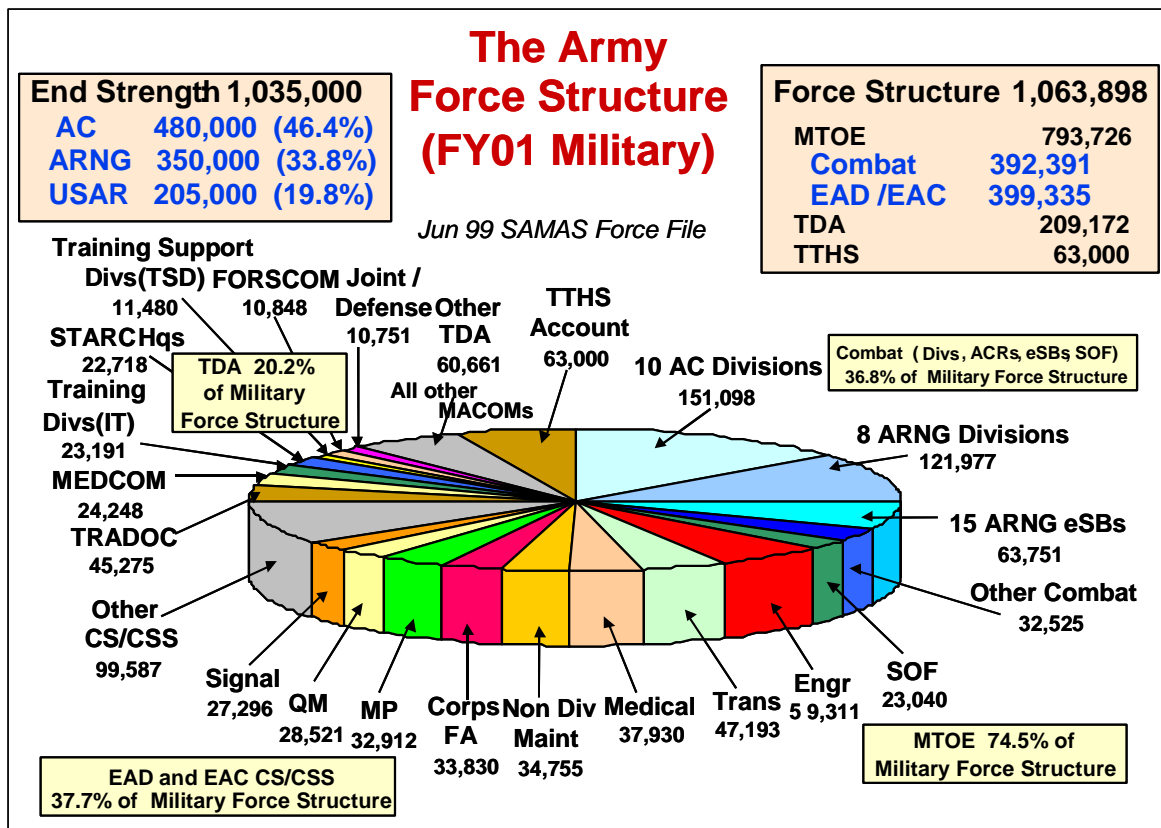 The Army
Force Structure
(FY01 Military)
End Strength 1,035,000
AC 480,000 (46.4%)
ARNG 350,000 (33.8%)
USAR 205,000 (19.8%)
Force Structure 1,063,898
MTOE 793,726
Combat 392,391
EAD /EAC 399,335
TDA 209,172
TTHS 63,000
Jun 99 SAMAS Force File
Training Support
Divs(TSD)
11,480
FORSCOM
10,848
Joint /
Defense
10,751
Other
TDA
60,661
All other
MACOMs
TTHS
Account
63,000
10 AC Divisions
151,098
Combat ( Divs, ACRs, eSBs, SOF)
36.8% of Military Force Structure
STARCHqs
22,718
TDA 20.2%
of Military
Force Structure
Training
Divs(IT)
23,191
8 ARNG Divisions
121,977
MEDCOM
24,248
TRADOC
45,275
15 ARNG eSBs
63,751
Other Combat
32,525
Other
CS/CSS
99,587
Signal
27,296
QM
28,521
MP
32,912
Corps
FA
33,830
Non Div
Maint
34,755
Medical
37,930
Trans
47,193
Engr
5 9,311
SOF
23,040
EAD and EAC CS/CSS
37.7% of Military Force Structure
MTOE 74.5% of
Military Force Structure